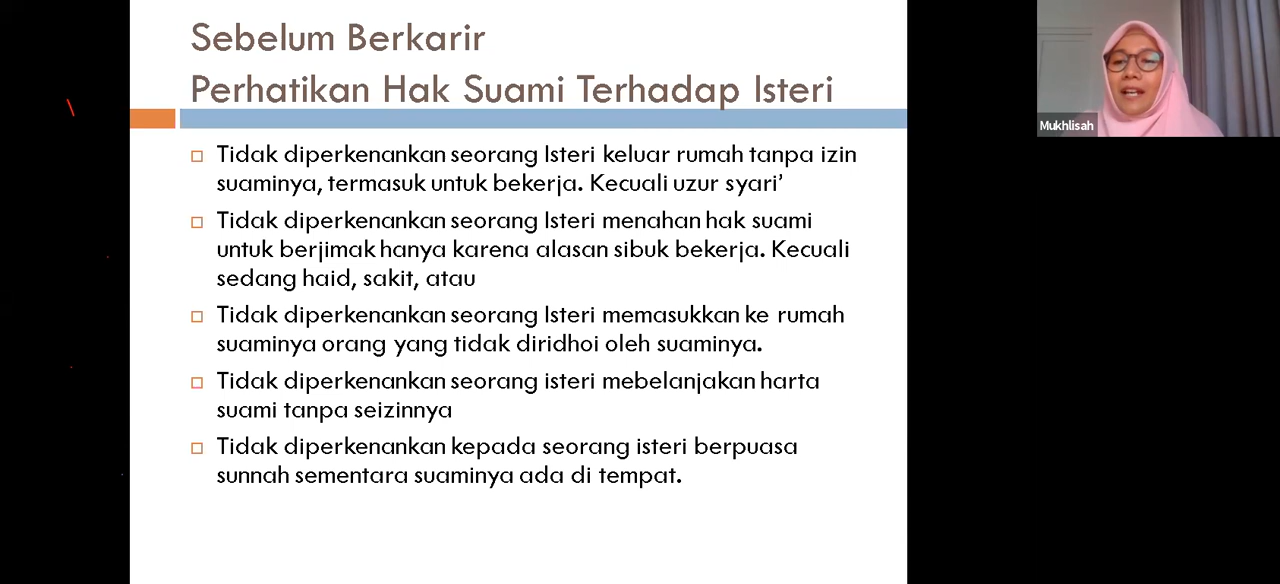 Sebelum Berkarir
Perhatikan Hak Suami Terhadap Isteri
Tidak diperkenankan seorang Isteri keluar rumah tanpa izin
suaminya, termasuk untuk bekerja. Kecuali uzur syari’
Tidak diperkenankan seorang Isteri menahan hak suami
untuk berjimak hanya karena alasan sibuk bekerja. Kecuali
sedang haid, sakit, atau
Tidak diperkenankan seorang Isteri memasukkan ke rumah
suaminya orang yang tidak diridhoi oleh suaminya.
Tidak diperkenankan seorang isteri mebelanjakan harta
suami tanpa seizinnya
Tidak diperkenankan kepada seorang isteri berpuasa
sunnah sementara suaminya ada di tempat.
Mukhlisah